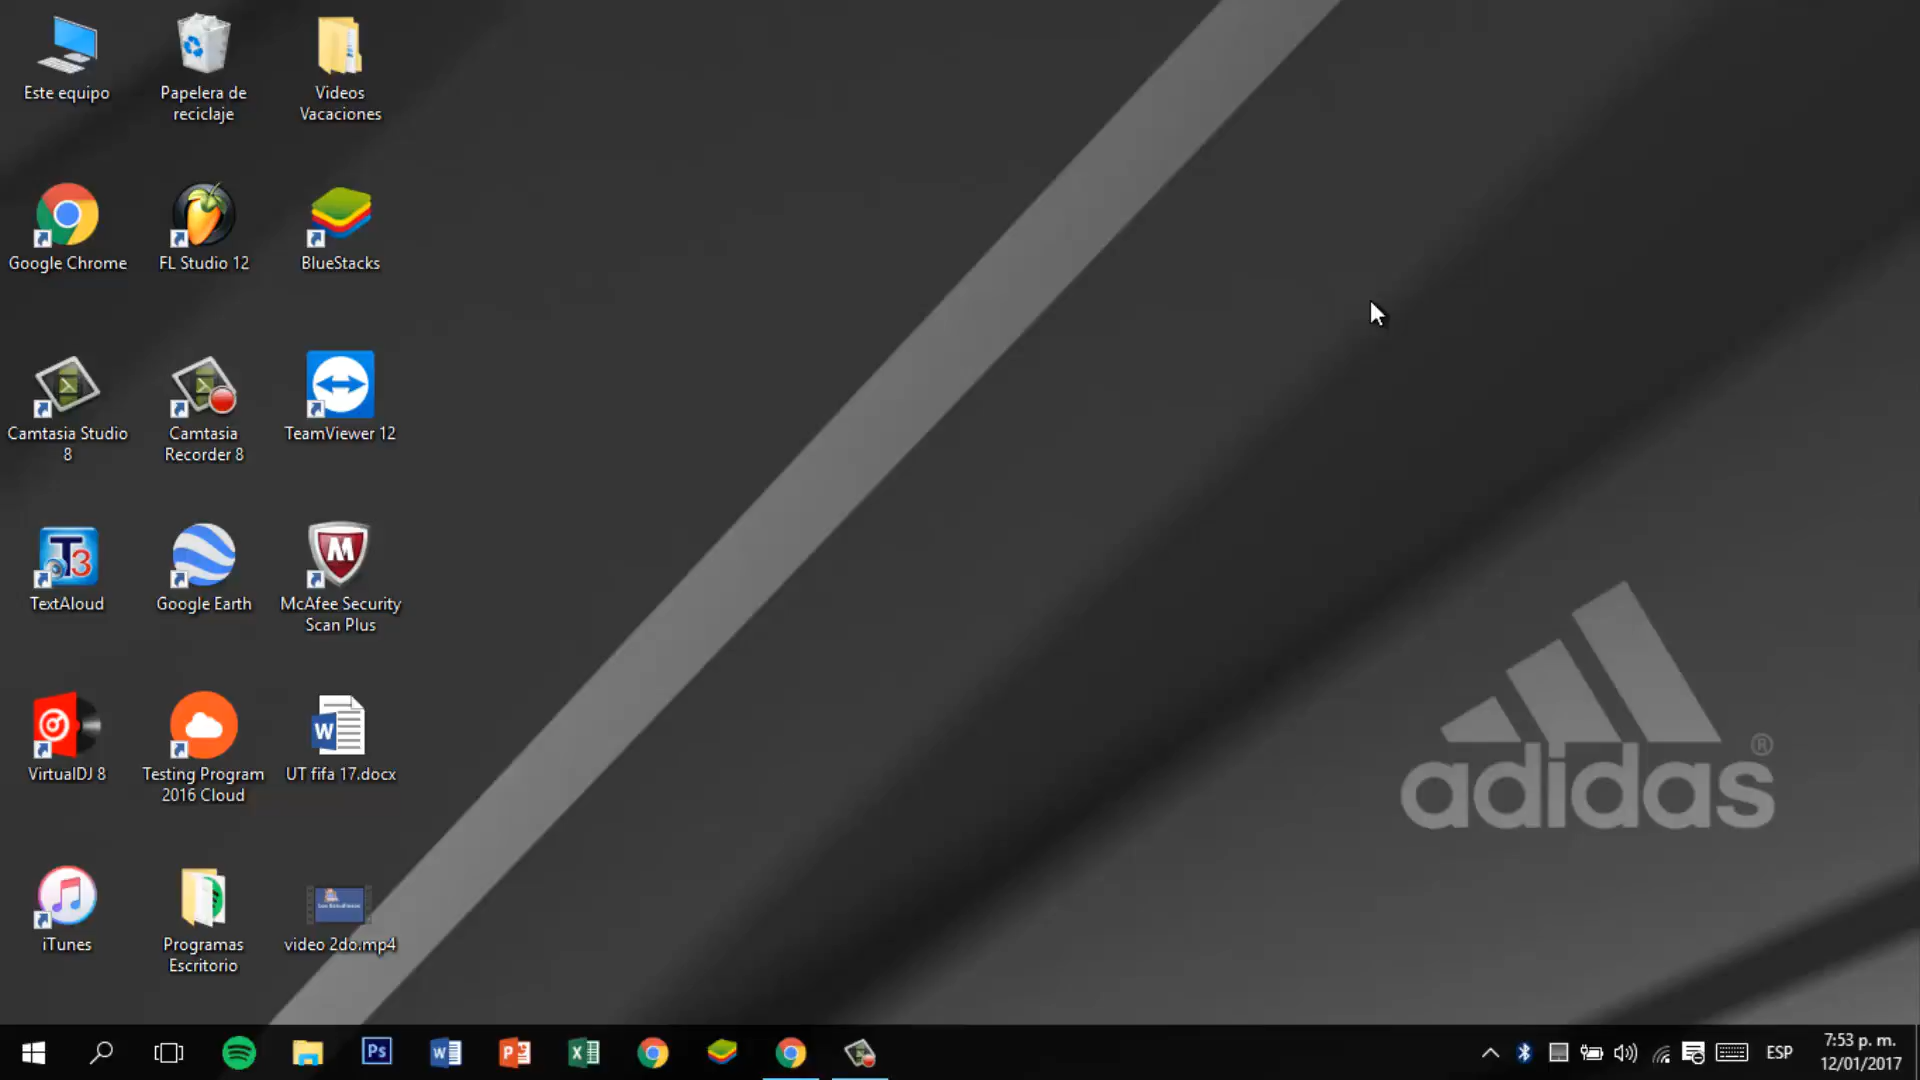 Este equipo
Papelera de
reciclaje
Videos
Vacaciones
Google Chrome
FL Studio 12
BlueStacks
Camtasia Studio
8
Camtasia
Recorder 8
TeamViewer 12
T3
TextAloud
Google Earth
M
McAfee Security
Scan Plus
VirtualDJ 8
Testing Program
2016 Cloud
W
UT fifa 17.docx
iTunes
Programas
Escritorio
video 2do.mp4
adidas®
Ps
W
P
X
ESP
7:53 p. m.
12/01/2017